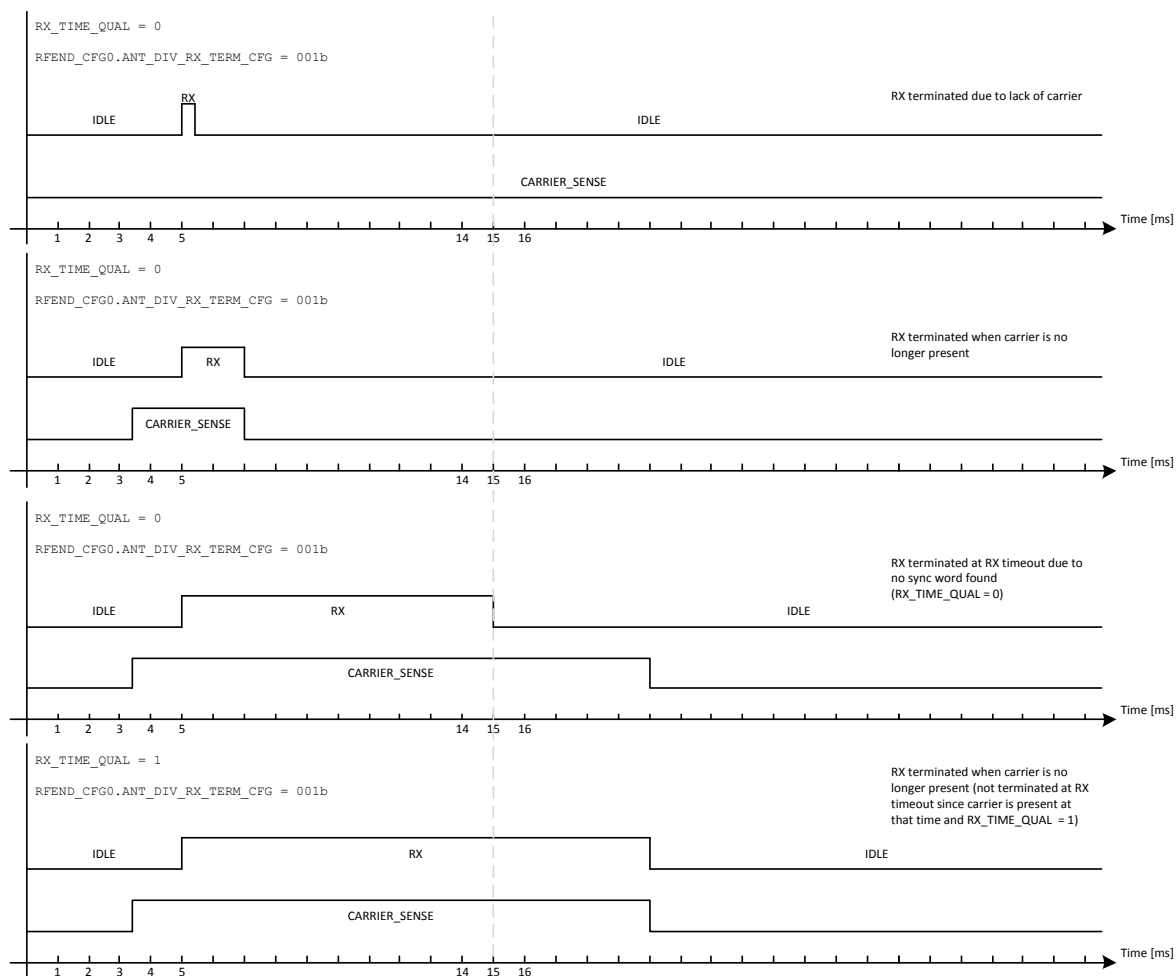 RX_TIME_QUAL = 0
RFEND_CFG0.ANT_DIV_RX_TERM_CFG = 001b
RX terminated due to lack of carrier
RX
IDLE
IDLE
CARRIER_SENSE
Time [ms]
1 2 3 4 5 14 15 16
RX_TIME_QUAL = 0
RFEND_CFG0.ANT_DIV_RX_TERM_CFG = 001b
RX terminated when carrier is no
longer present
IDLE
RX
IDLE
CARRIER_SENSE
Time [ms]
1 2 3 4 5 14 15 16
RX_TIME_QUAL = 0
RFEND_CFG0.ANT_DIV_RX_TERM_CFG = 001b
RX terminated at RX timeout due to
no sync word found
(RX_TIME_QUAL = 0)
IDLE
RX
IDLE
CARRIER_SENSE
Time [ms]
1 2 3 4 5 14 15 16
RX_TIME_QUAL = 1
RFEND_CFG0.ANT_DIV_RX_TERM_CFG = 001b
RX terminated when carrier is no
longer present (not terminated at RX
timeout since carrier is present at
that time and RX_TIME_QUAL = 1)
IDLE
RX
IDLE
CARRIER_SENSE
Time [ms]
1 2 3 4 5 14 15 16